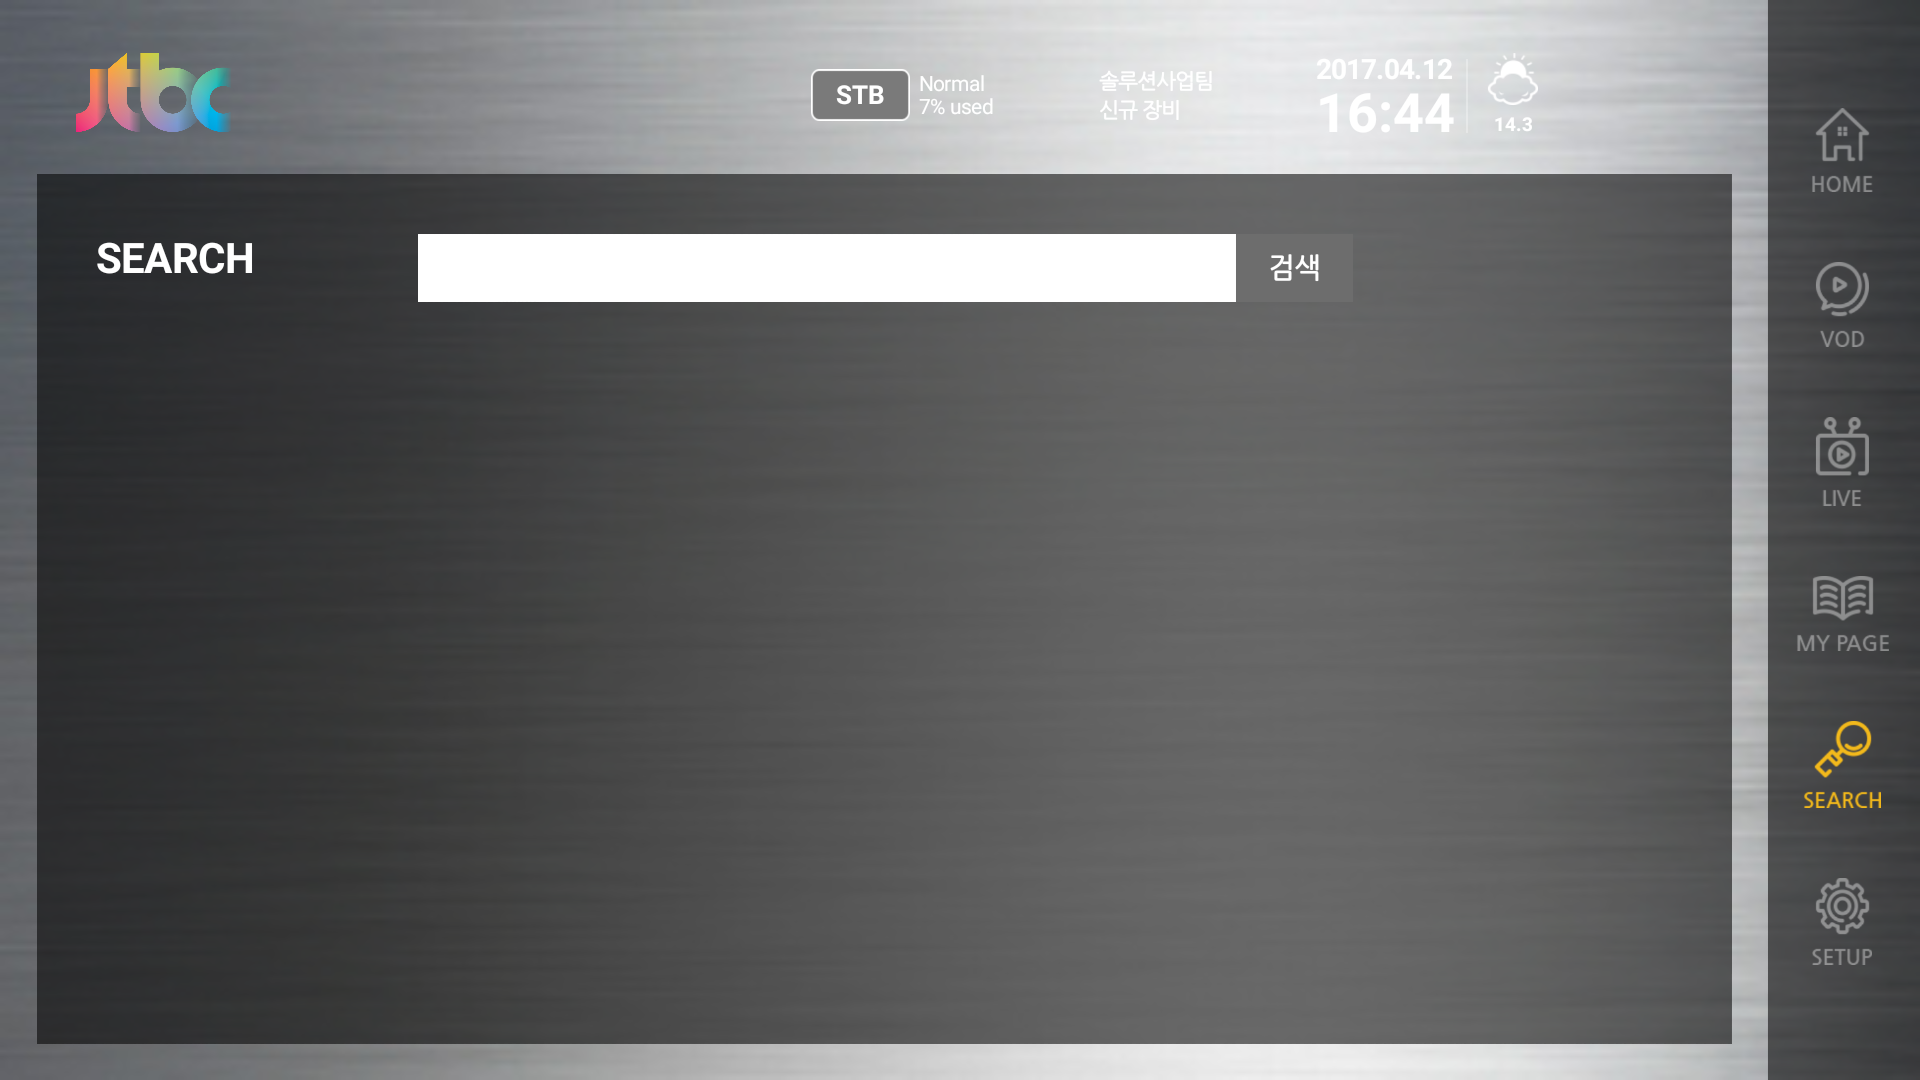 jtbc
STB
Normal
7% used
솔루션사업팀
신규 장비
2017.04.12
16:44
14.3
SEARCH
검색
HOME
VOD
LIVE
MY PAGE
SEARCH
SETUP